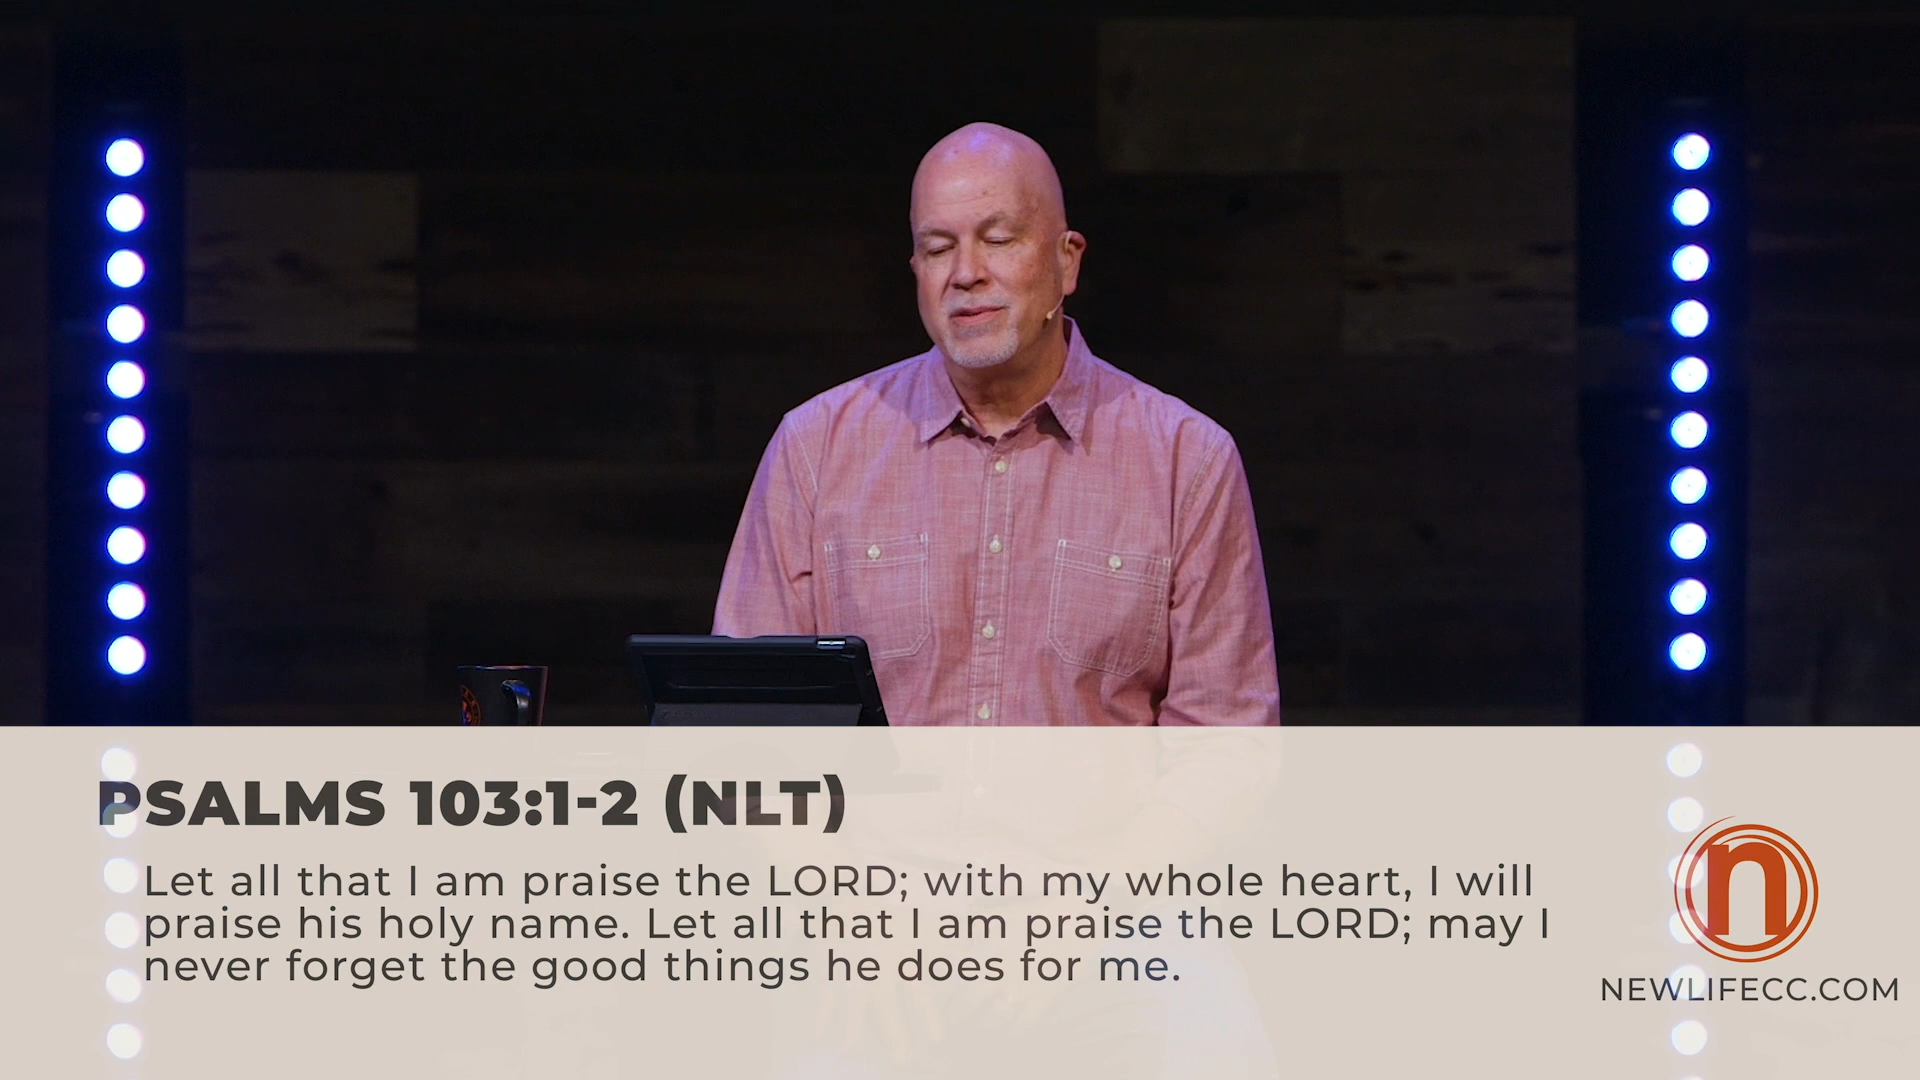 PSALMS 103:1-2 (NLT)
Let all that I am praise the LORD; with my whole heart, I will
praise his holy name. Let all that I am praise the LORD; may I
never forget the good things he does for me.
n
NEWLIFECC.COM